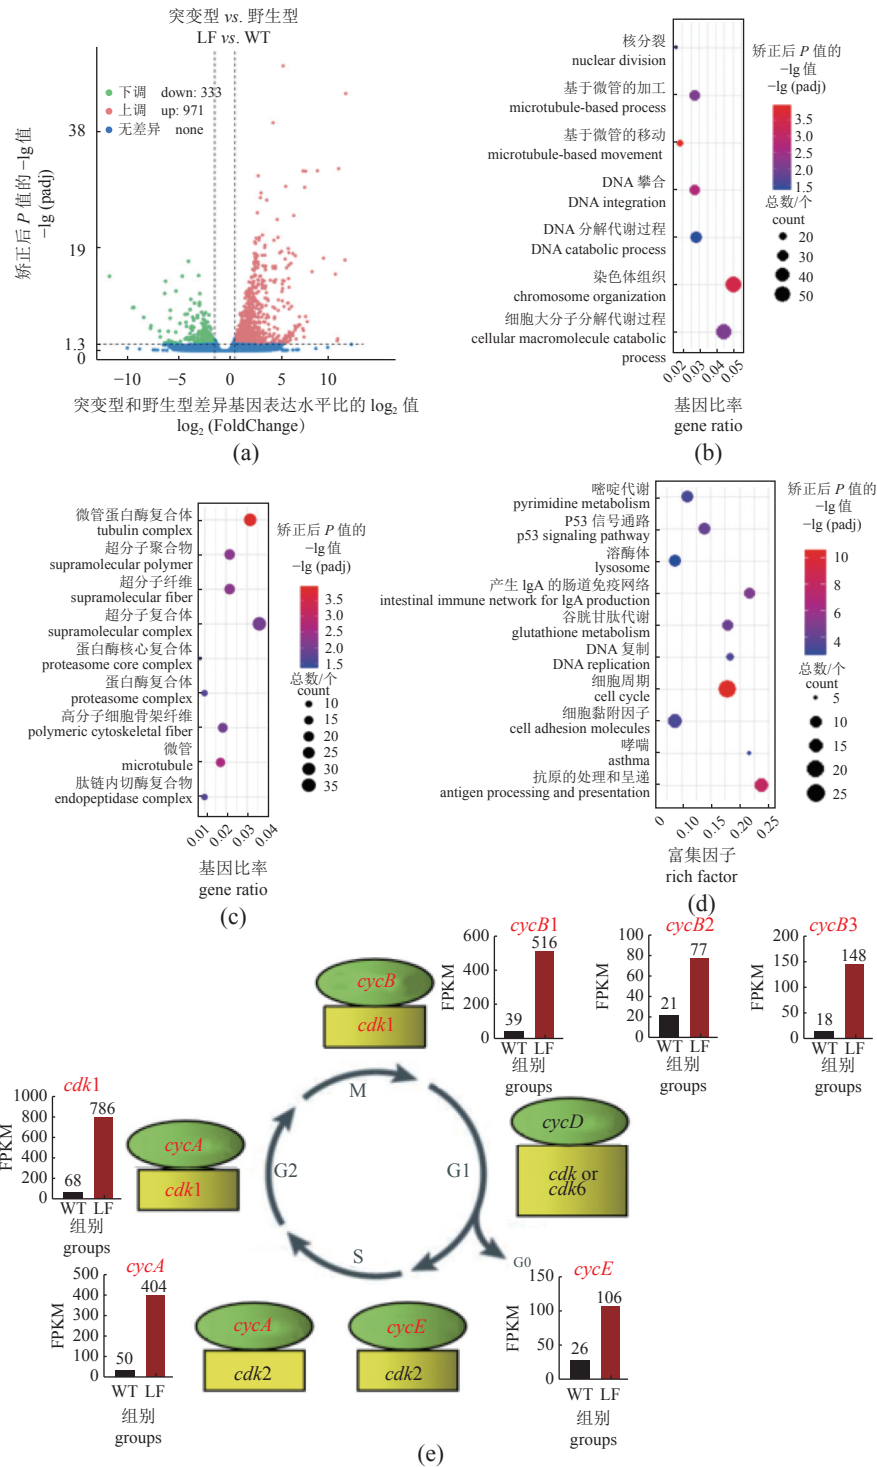 突变型 vs. 野生型
LF vs. WT
下调 down: 333
上调 up: 971
无差异 none
矫正后 P 值的 −lg 值
−lg (padj)
38
19
1.3
0
−10 −5 0 5 10
突变型和野生型差异基因表达水平比的 log₂ 值
log₂ (FoldChange)
(a)
核分裂
nuclear division
基于微管的加工
microtubule-based process
基于微管的移动
microtubule-based movement
DNA 攀合
DNA integration
DNA 分解代谢过程
DNA catabolic process
染色体组织
chromosome organization
细胞大分子分解代谢过程
cellular macromolecule catabolic
process
0.02 0.03 0.04 0.05
基因比率
gene ratio
矫正后 P 值的
−lg 值
−lg (padj)
3.5
3.0
2.5
2.0
1.5
总数/个
count
20
30
40
50
(b)
微管蛋白酶复合体
tubulin complex
超分子聚合物
supramolecular polymer
超分子纤维
supramolecular fiber
超分子复合体
supramolecular complex
蛋白酶核心复合体
proteasome core complex
蛋白酶复合体
proteasome complex
高分子细胞骨架纤维
polymeric cytoskeletal fiber
微管
microtubule
肽链内切酶复合物
endopeptidase complex
0.01 0.02 0.03 0.04
基因比率
gene ratio
矫正后 P 值的
−lg 值
−lg (padj)
3.5
3.0
2.5
2.0
1.5
总数/个
count
10
15
20
25
30
35
(c)
嘧啶代谢
pyrimidine metabolism
P53 信号通路
p53 signaling pathway
溶酶体
lysosome
产生 lgA 的肠道免疫网络
intestinal immune network for lgA production
谷胱甘肽代谢
glutathione metabolism
DNA 复制
DNA replication
细胞周期
cell cycle
细胞黏附因子
cell adhesion molecules
哮喘
asthma
抗原的处理和呈递
antigen processing and presentation
0 0.10 0.15 0.20 0.25
富集因子
rich factor
矫正后 P 值的
−lg 值
−lg (padj)
10
8
6
4
总数/个
count
5
10
15
20
25
(d)
cycB1
FPKM
600
400
200
0
39
516
WT LF
组别
groups
cycB2
FPKM
100
80
60
40
20
0
21
77
WT LF
组别
groups
cycB3
FPKM
200
150
100
50
0
18
148
WT LF
组别
groups
cycB
cdk1
cdk1
FPKM
1000
800
600
400
200
0
68
786
WT LF
组别
groups
cycA
cdk1
M
G2
G1
S
G0
cycD
cdk or
cdk6
cycA
FPKM
500
400
300
200
100
0
50
404
WT LF
组别
groups
cycA
cdk2
cycE
cdk2
cycE
FPKM
150
100
50
0
26
106
WT LF
组别
groups
(e)